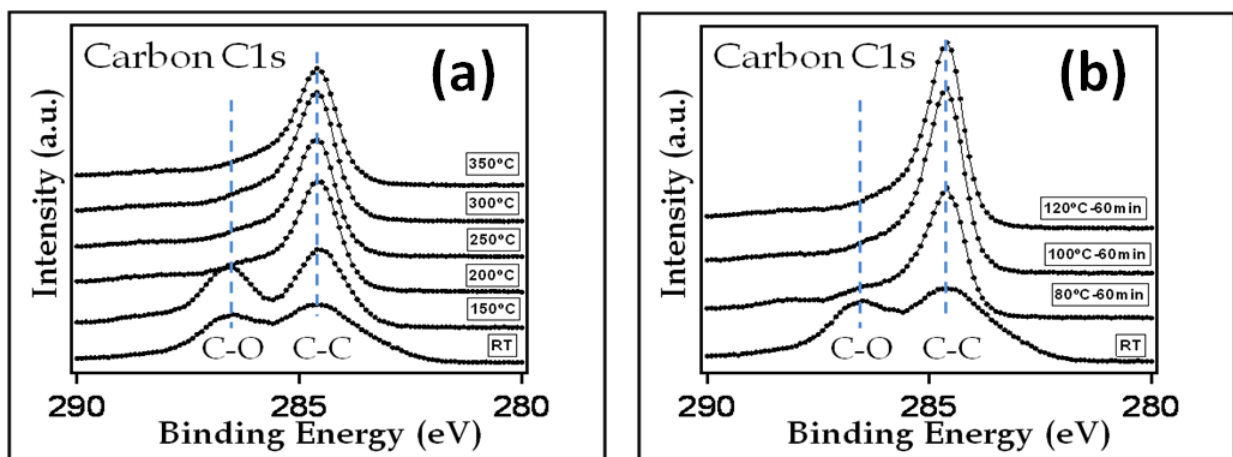 Carbon C1s
(a)
Intensity (a.u.)
350°C
300°C
250°C
200°C
150°C
RT
C-O
C-C
290
285
280
Binding Energy (eV)
Carbon C1s
(b)
Intensity (a.u.)
120°C-60min
100°C-60min
80°C-60min
RT
C-O
C-C
290
285
280
Binding Energy (eV)